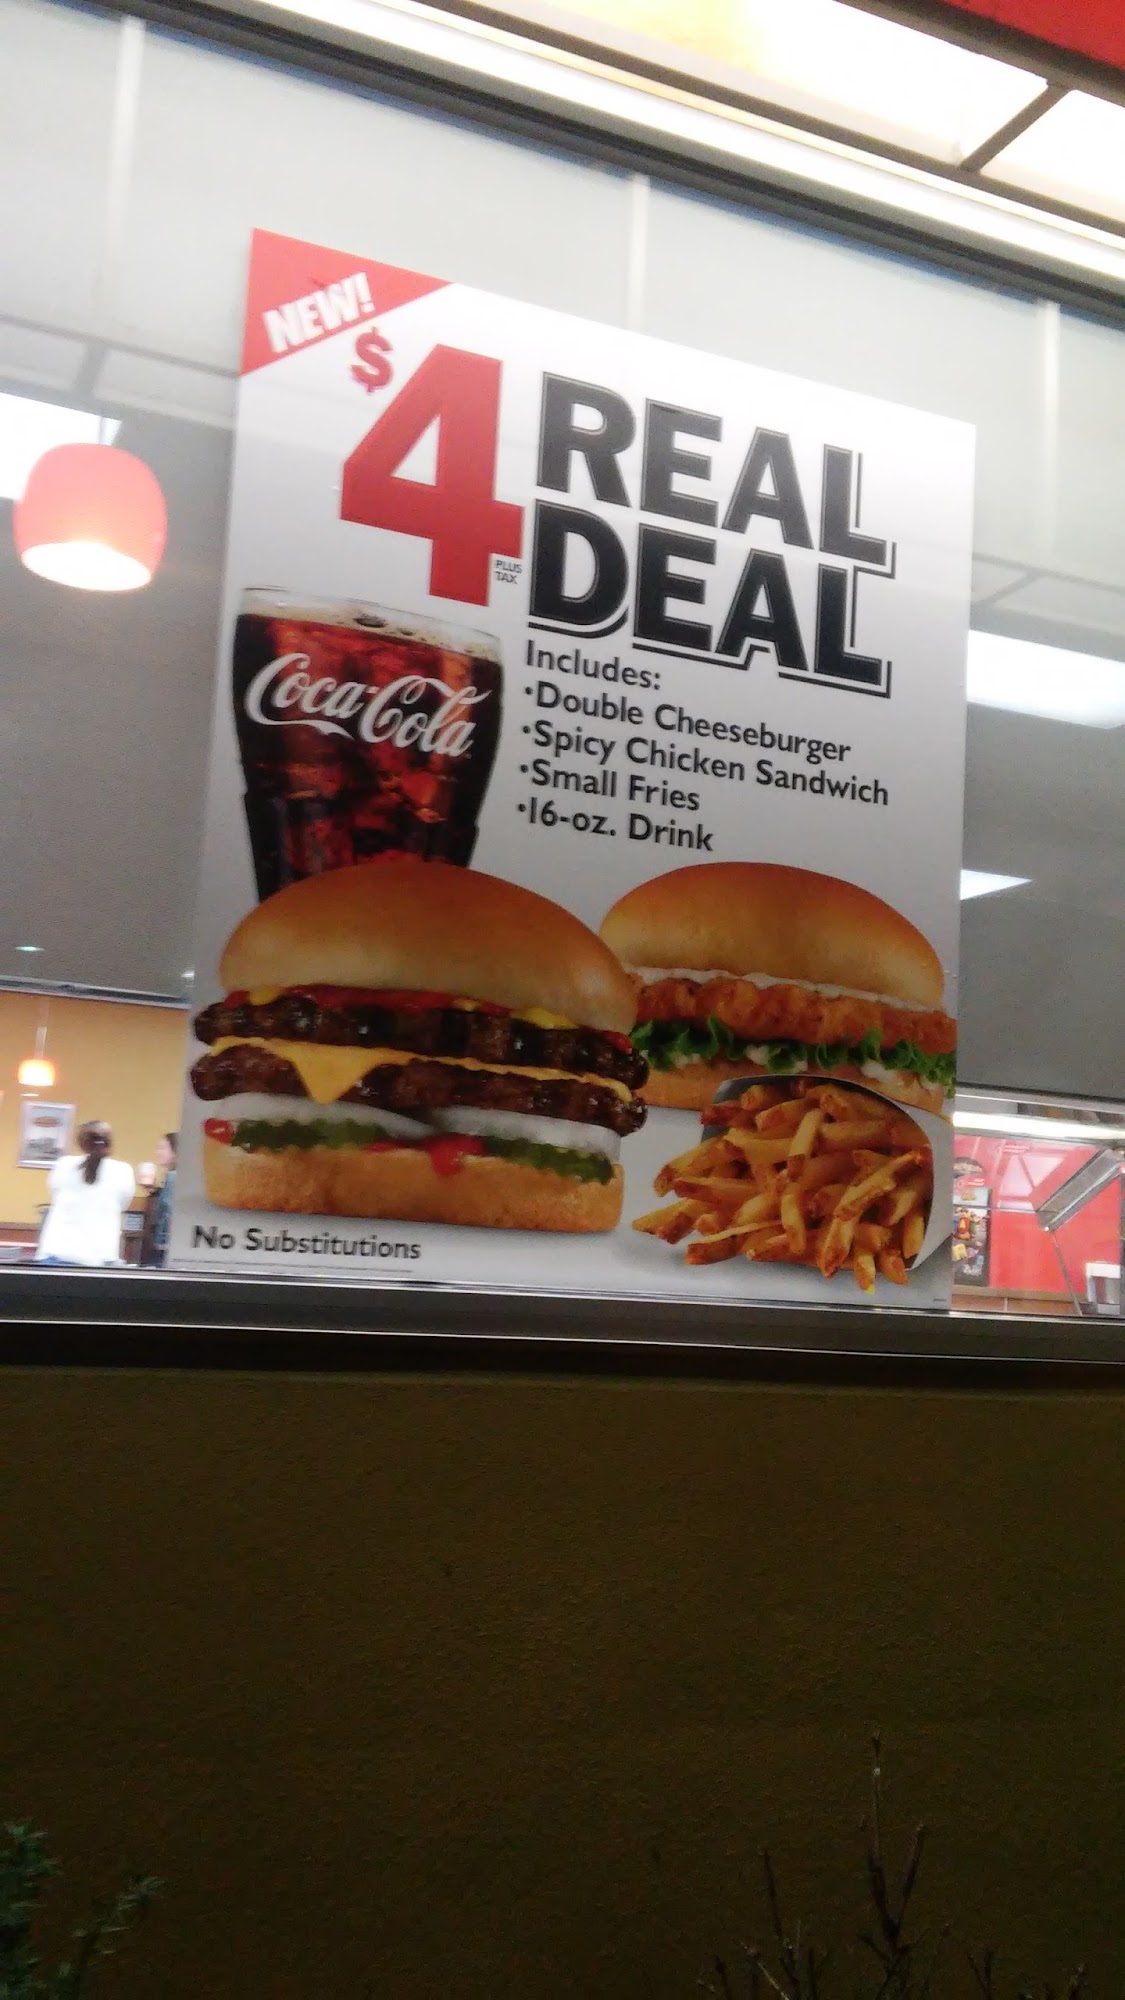 NEW!
$4
PLUS
TAX
REAL
DEAL
Includes:
•Double Cheeseburger
•Spicy Chicken Sandwich
•Small Fries
•16-oz. Drink
Coca-Cola
No Substitutions